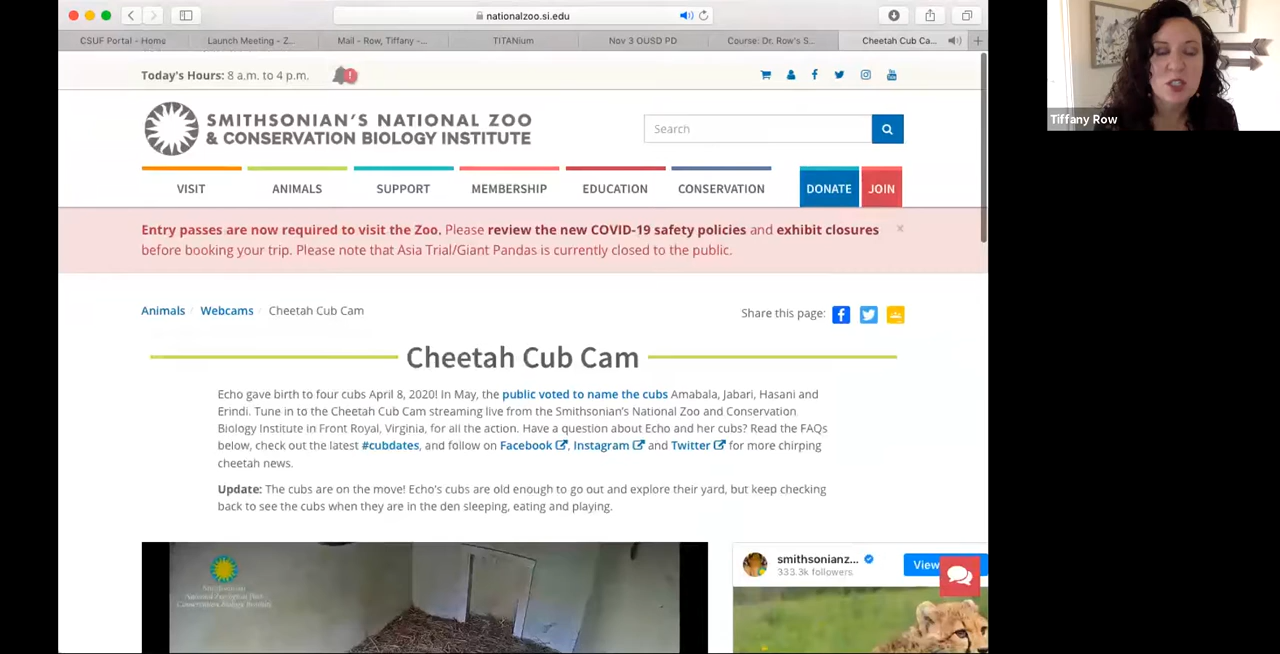 nationalzoo.si.edu
CSUF Portal - Home
Launch Meeting - Z...
Mail - Row, Tiffany -...
TITANium
Nov 3 OUSD PD
Course: Dr. Row's S...
Cheetah Cub Ca...
Tiffany Row
Today's Hours: 8 a.m. to 4 p.m.
SMITHSONIAN'S NATIONAL ZOO
& CONSERVATION BIOLOGY INSTITUTE
Search
VISIT
ANIMALS
SUPPORT
MEMBERSHIP
EDUCATION
CONSERVATION
DONATE
JOIN
Entry passes are now required to visit the Zoo. Please review the new COVID-19 safety policies and exhibit closures
before booking your trip. Please note that Asia Trial/Giant Pandas is currently closed to the public.
Animals / Webcams / Cheetah Cub Cam
Share this page:
Cheetah Cub Cam
Echo gave birth to four cubs April 8, 2020! In May, the public voted to name the cubs Amabala, Jabari, Hasani and
Erindi. Tune in to the Cheetah Cub Cam streaming live from the Smithsonian's National Zoo and Conservation
Biology Institute in Front Royal, Virginia, for all the action. Have a question about Echo and her cubs? Read the FAQs
below, check out the latest #cubdates, and follow on Facebook, Instagram and Twitter for more chirping
cheetah news.
Update: The cubs are on the move! Echo's cubs are old enough to go out and explore their yard, but keep checking
back to see the cubs when they are in the den sleeping, eating and playing.
Smithsonian
National Zoological Park
Conservation Biology Institute
smithsonianz...
333.3k followers
View